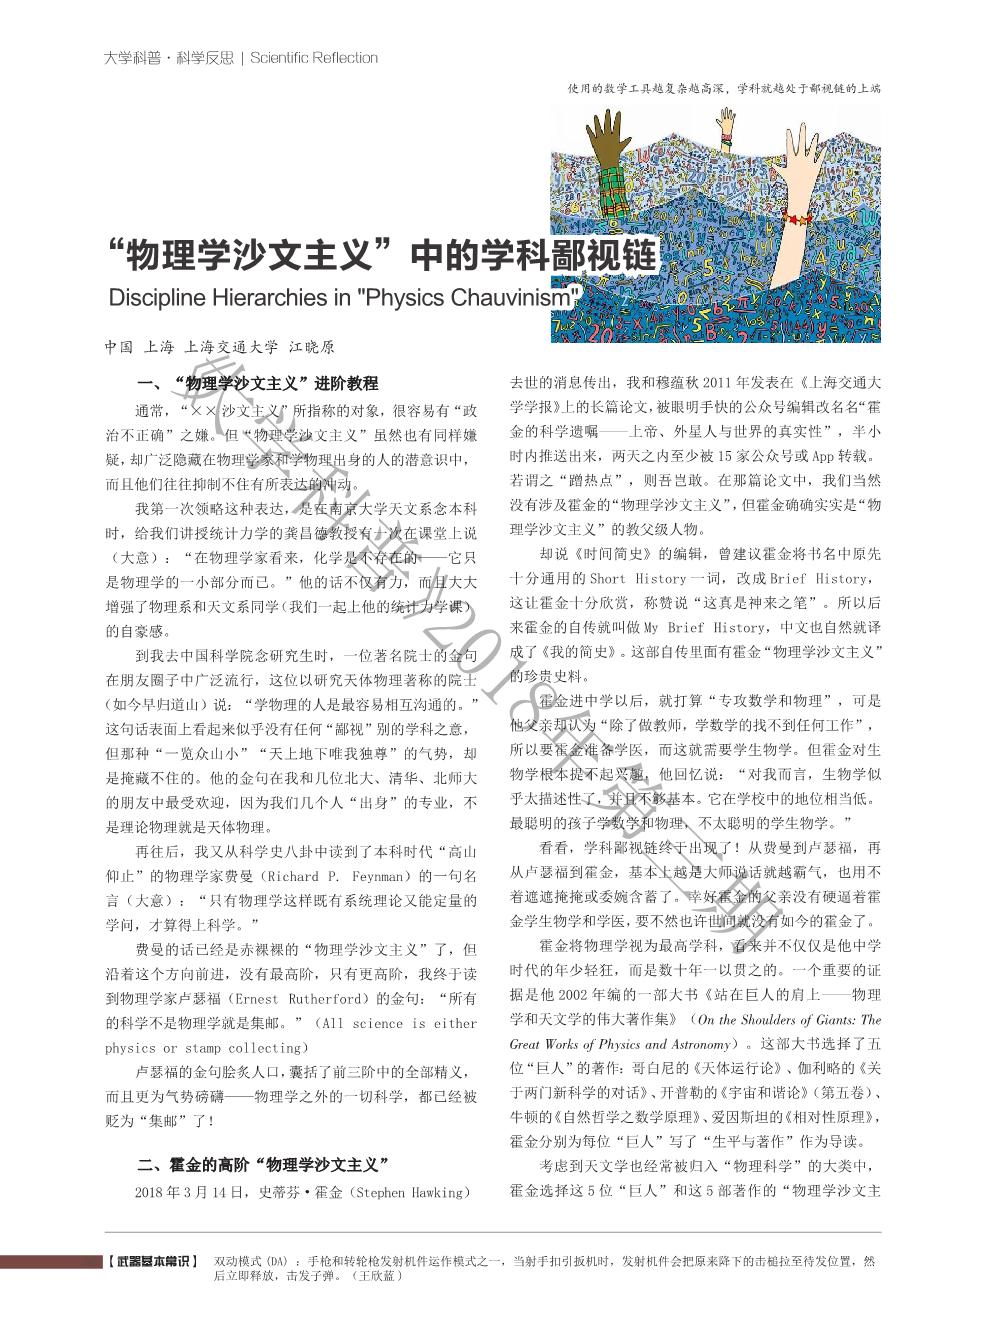 大学科普·科学反思 | Scientific Reflection
使用的数学工具越复杂越高深，学科就越处于鄙视链的上端
“物理学沙文主义”中的学科鄙视链
Discipline Hierarchies in "Physics Chauvinism"
中国 上海 上海交通大学 江晓原
一、“物理学沙文主义”进阶教程
通常，“××沙文主义”所指称的对象，很容易有“政
治不正确”之嫌。但“物理学沙文主义”虽然也有同样嫌
疑，却广泛隐藏在物理学家和学物理出身的人的潜意识中，
而且他们往往抑制不住有所表达的冲动。
我第一次领略这种表达，是在南京大学天文系念本科
时，给我们讲授统计力学的龚昌德教授有一次在课堂上说
（大意）：“在物理学家看来，化学是不存在的——它只
是物理学的一小部分而已。”他的话不仅有力，而且大大
增强了物理系和天文系同学（我们一起上他的统计力学课）
的自豪感。
到我去中国科学院念研究生时，一位著名院士的金句
在朋友圈子中广泛流行，这位以研究天体物理著称的院士
（如今早归道山）说：“学物理的人是最容易相互沟通的。”
这句话表面上看起来似乎没有任何“鄙视”别的学科之意，
但那种“一览众山小”“天上地下唯我独尊”的气势，却
是掩藏不住的。他的金句在我和几位北大、清华、北师大
的朋友中最受欢迎，因为我们几个人“出身”的专业，不
是理论物理就是天体物理。
再往后，我又从科学史八卦中读到了本科时代“高山
仰止”的物理学家费曼（Richard P. Feynman）的一句名
言（大意）：“只有物理学这样既有系统理论又能定量的
学问，才算得上科学。”
费曼的话已经是赤裸裸的“物理学沙文主义”了，但
沿着这个方向前进，没有最高阶，只有更高阶，我终于读
到物理学家卢瑟福（Ernest Rutherford）的金句：“所有
的科学不是物理学就是集邮。”（All science is either
physics or stamp collecting）
卢瑟福的金句脍炙人口，囊括了前三阶中的全部精义，
而且更为气势磅礴——物理学之外的一切科学，都已经被
贬为“集邮”了！
二、霍金的高阶“物理学沙文主义”
2018 年 3 月 14 日，史蒂芬·霍金（Stephen Hawking）
去世的消息传出，我和穆蕴秋 2011 年发表在《上海交通大
学学报》上的长篇论文，被眼明手快的公众号编辑改名名“霍
金的科学遗嘱——上帝、外星人与世界的真实性”，半小
时内推送出来，两天之内至少被 15 家公众号或 App 转载。
若谓之“蹭热点”，则吾岂敢。在那篇论文中，我们当然
没有涉及霍金的“物理学沙文主义”，但霍金确确实实是“物
理学沙文主义”的教父级人物。
却说《时间简史》的编辑，曾建议霍金将书名中原先
十分通用的 Short History 一词，改成 Brief History，
这让霍金十分欣赏，称赞说“这真是神来之笔”。所以后
来霍金的自传就叫做 My Brief History，中文也自然就译
成了《我的简史》。这部自传里面有霍金“物理学沙文主义”
的珍贵史料。
霍金进中学以后，就打算“专攻数学和物理”，可是
他父亲却认为“除了做教师，学数学的找不到任何工作”，
所以要霍金准备学医，而这就需要学生物学。但霍金对生
物学根本提不起兴趣，他回忆说：“对我而言，生物学似
乎太描述性了，并且不够基本。它在学校中的地位相当低。
最聪明的孩子学数学和物理，不太聪明的学生物学。”
看看，学科鄙视链终于出现了！从费曼到卢瑟福，再
从卢瑟福到霍金，基本上越是大师说话就越霸气，也用不
着遮遮掩掩或委婉含蓄了。幸好霍金的父亲没有硬逼着霍
金学生物学和学医，要不然也许世间就没有如今的霍金了。
霍金将物理学视为最高学科，看来并不仅仅是他中学
时代的年少轻狂，而是数十年一以贯之的。一个重要的证
据是他 2002 年编的一部大书《站在巨人的肩上——物理
学和天文学的伟大著作集》（On the Shoulders of Giants: The
Great Works of Physics and Astronomy）。这部大书选择了五
位“巨人”的著作：哥白尼的《天体运行论》、伽利略的《关
于两门新科学的对话》、开普勒的《宇宙和谐论》（第五卷）、
牛顿的《自然哲学之数学原理》、爱因斯坦的《相对性原理》，
霍金分别为每位“巨人”写了“生平与著作”作为导读。
考虑到天文学也经常被归入“物理科学”的大类中，
霍金选择这 5 位“巨人”和这 5 部著作的“物理学沙文主
【武器基本常识】 双动模式 (DA) ：手枪和转轮枪发射机件运作模式之一，当射手扣引扳机时，发射机件会把原来降下的击槌拉至待发位置，然
后立即释放，击发子弹。（王欣蓝）